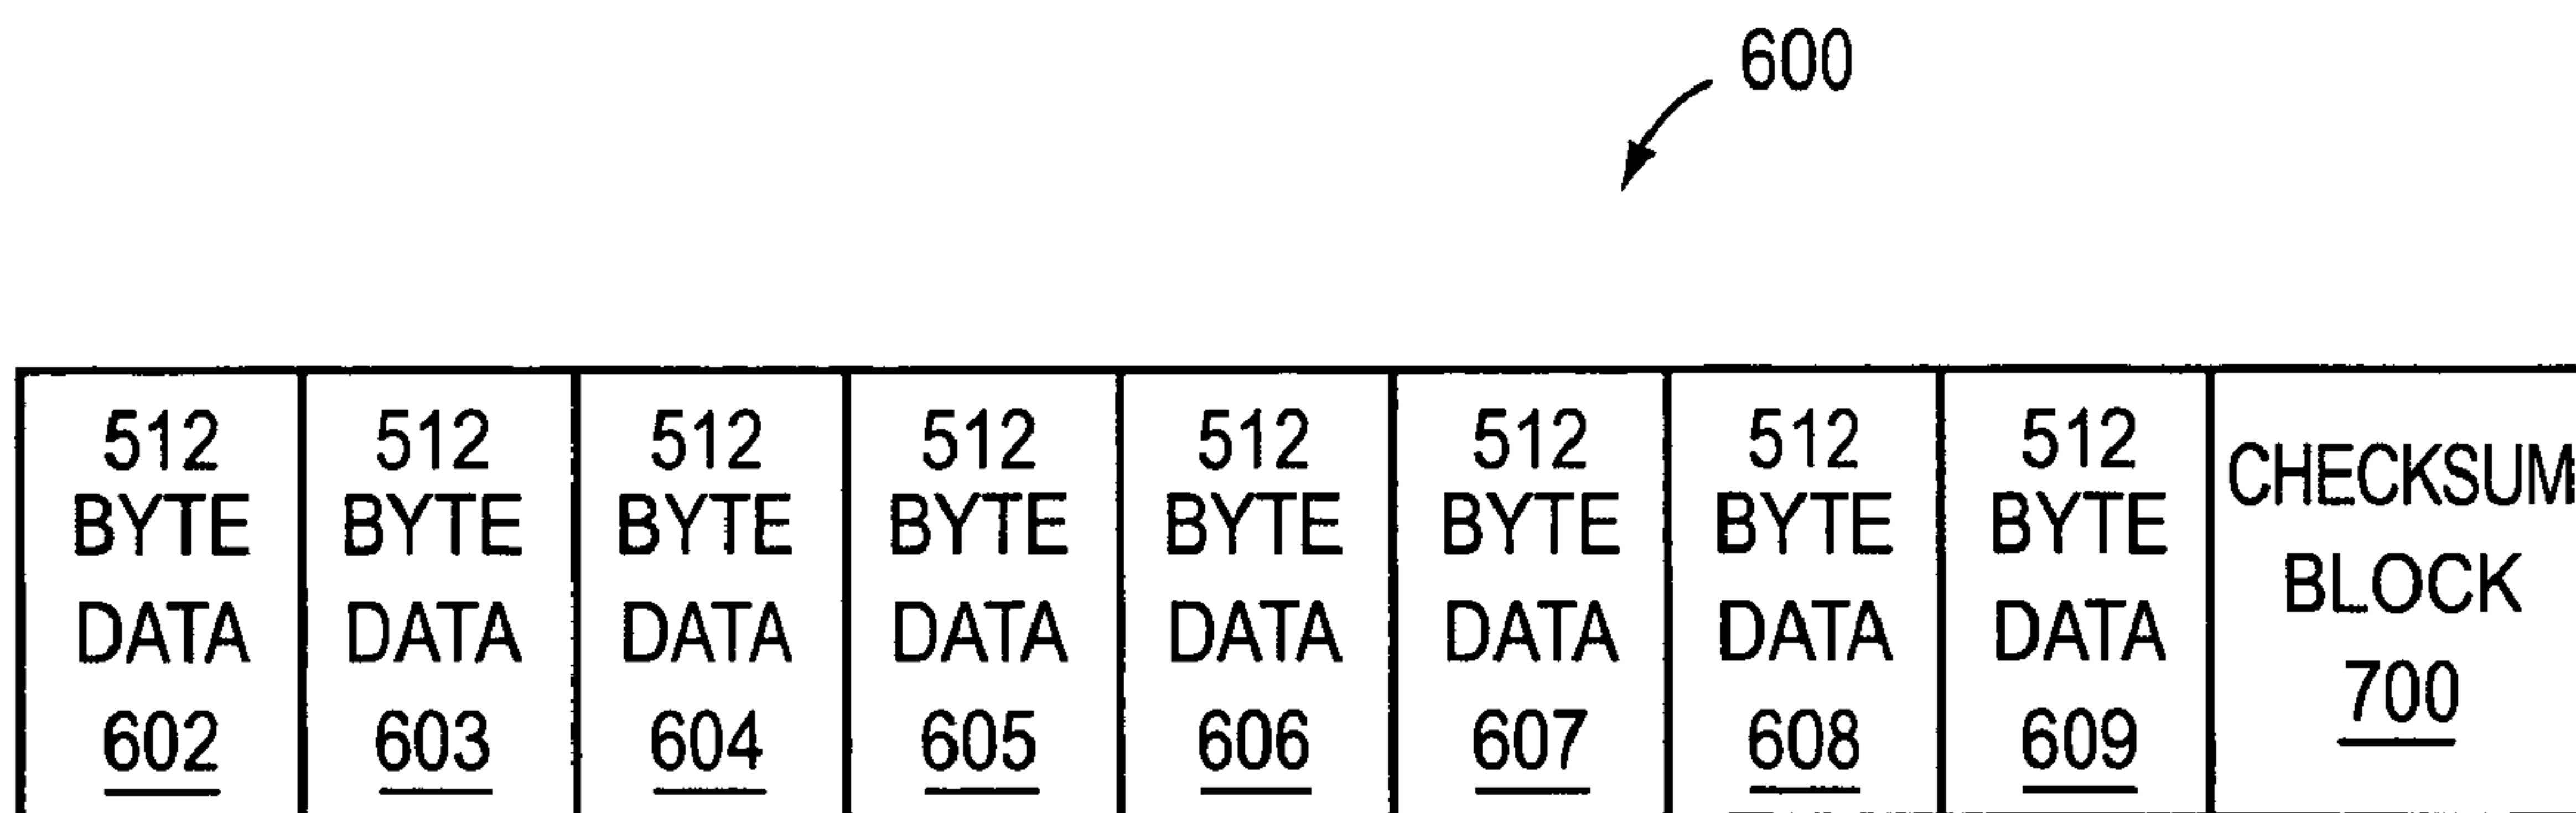 600
512
BYTE
DATA
602
512
BYTE
DATA
603
512
BYTE
DATA
604
512
BYTE
DATA
605
512
BYTE
DATA
606
512
BYTE
DATA
607
512
BYTE
DATA
608
512
BYTE
DATA
609
CHECKSUM
BLOCK
700